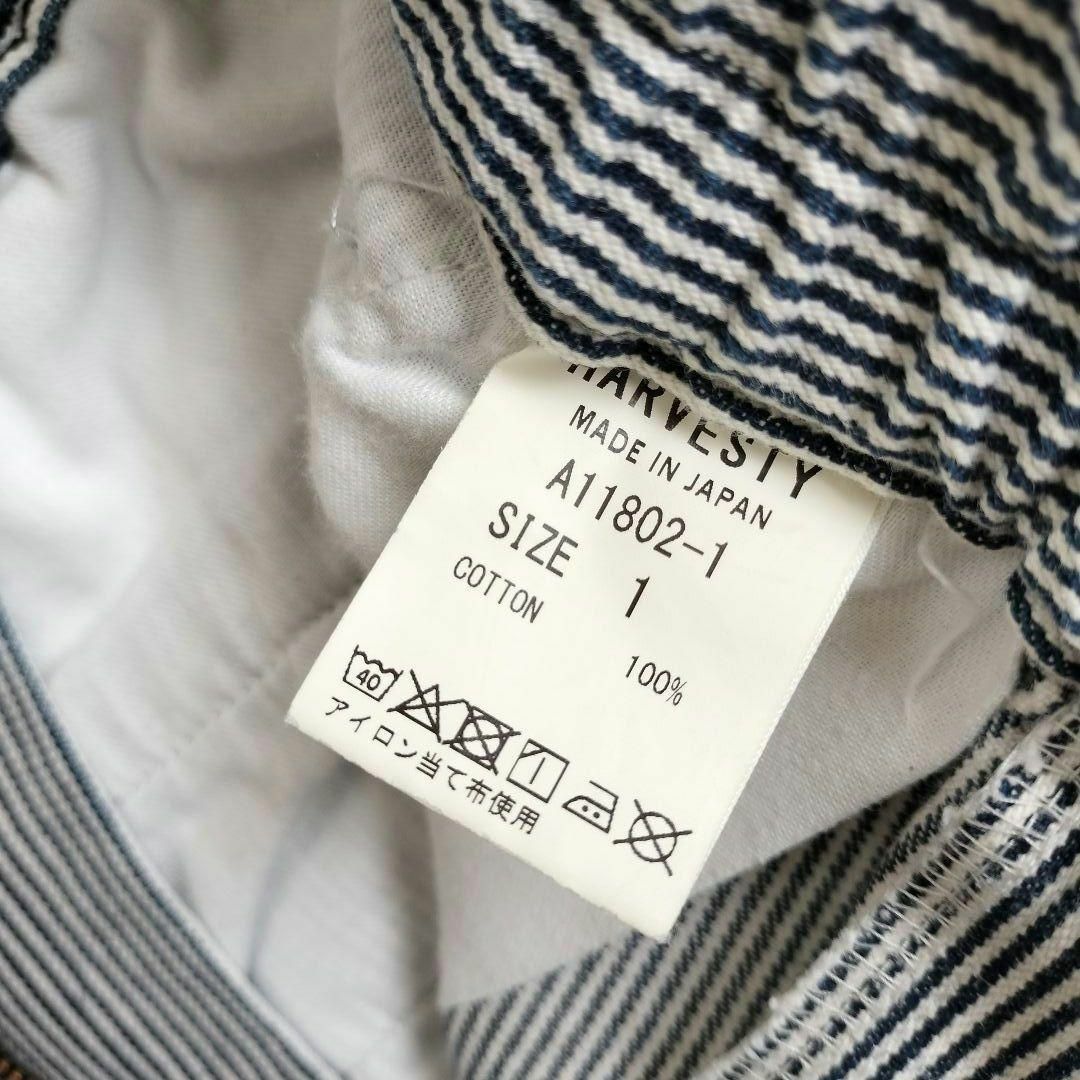 HARVESTY
MADE IN JAPAN
A11802-1
SIZE 1
COTTON 100%
40
アイロン当て布使用